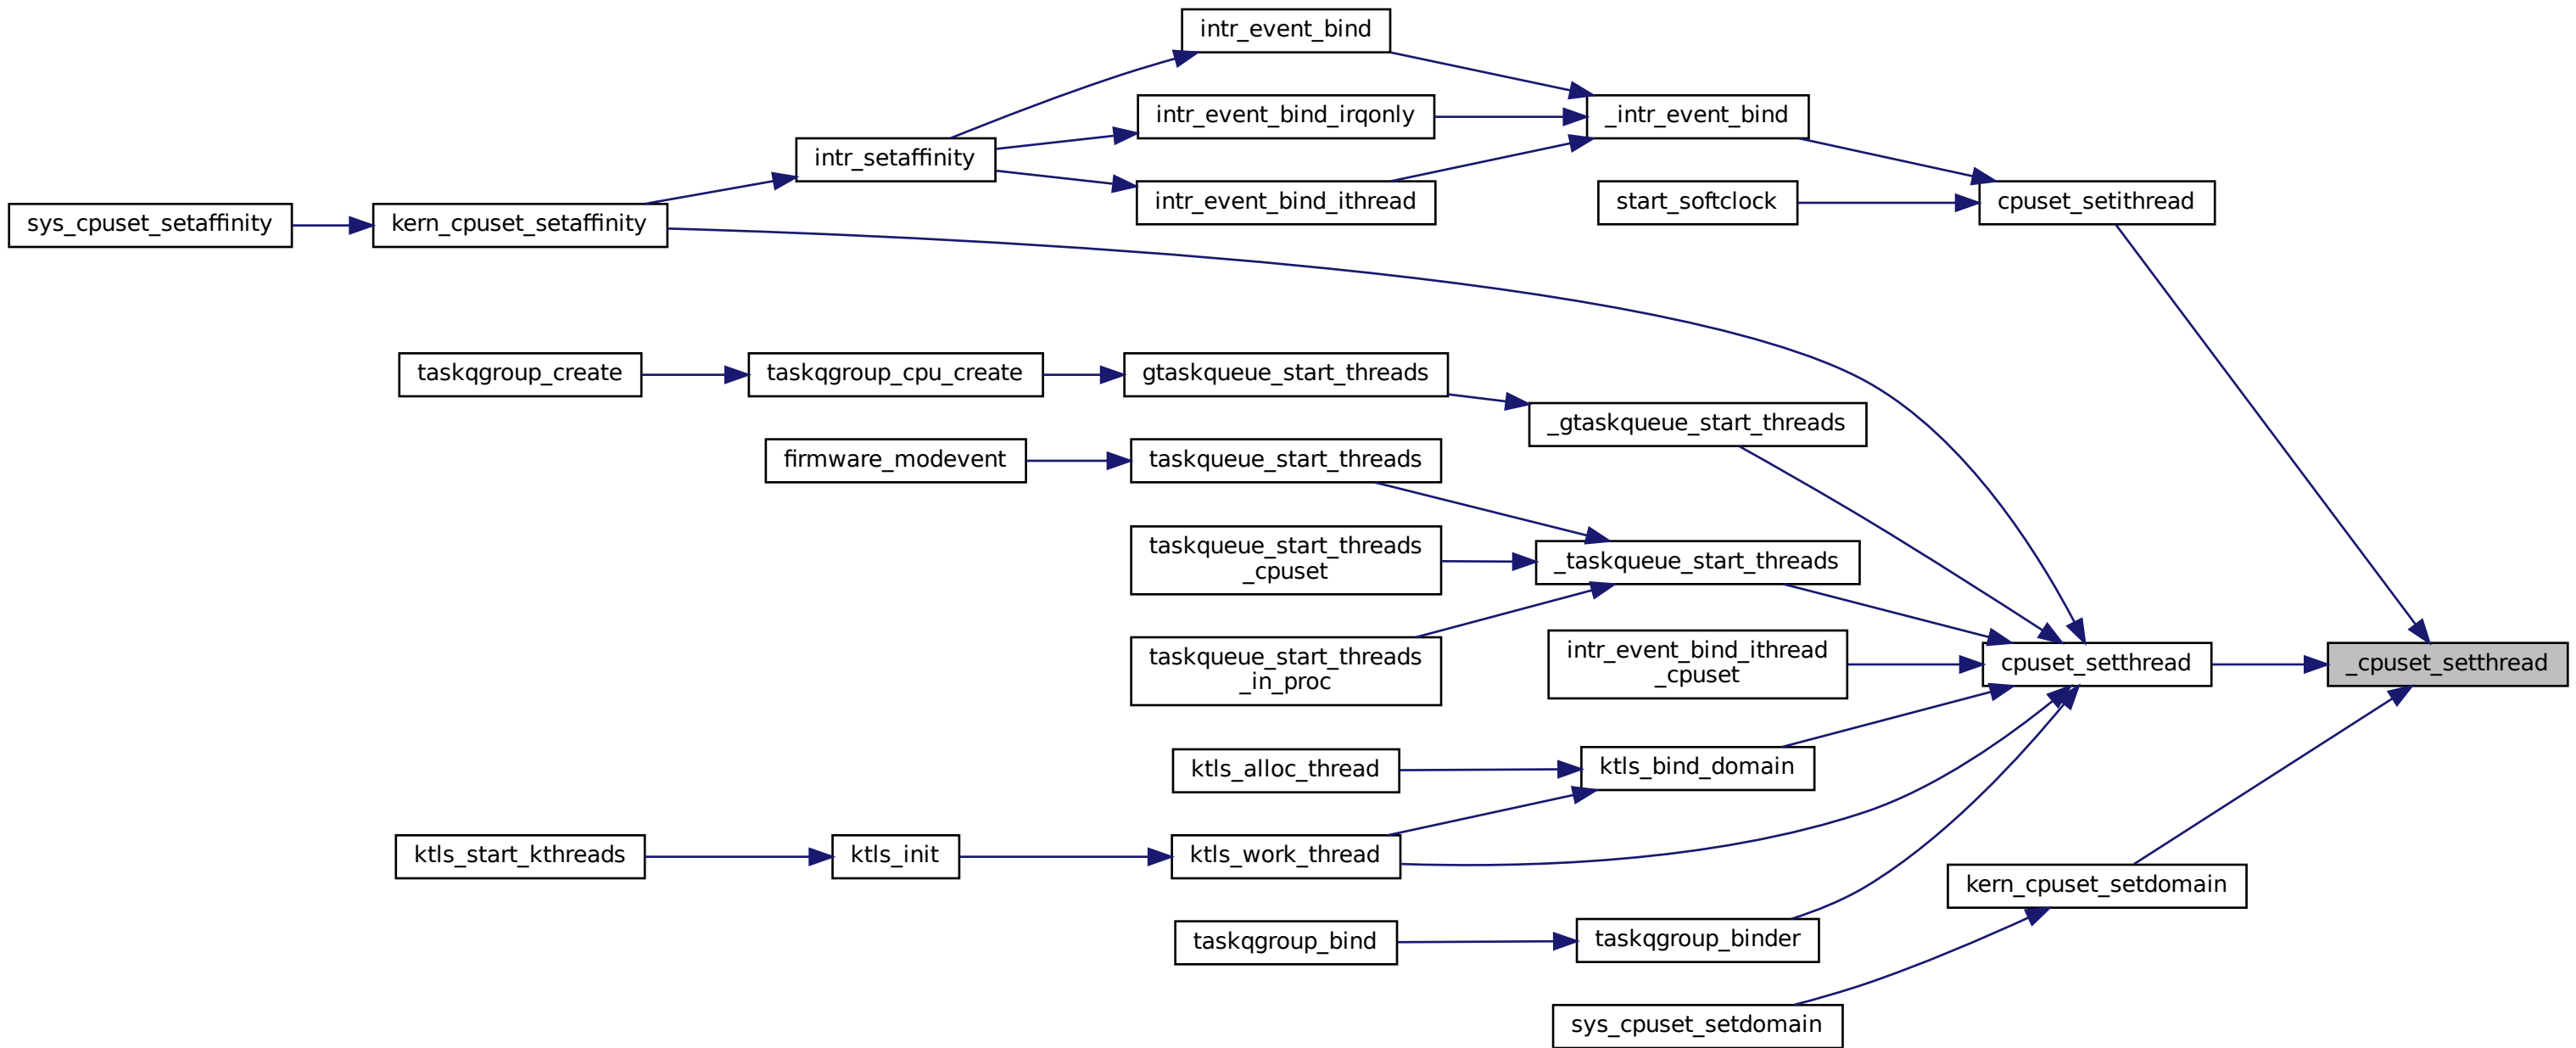 intr_event_bind
intr_event_bind_irqonly
_intr_event_bind
intr_setaffinity
intr_event_bind_ithread
start_softclock
cpuset_setithread
sys_cpuset_setaffinity
kern_cpuset_setaffinity
taskqgroup_create
taskqgroup_cpu_create
gtaskqueue_start_threads
_gtaskqueue_start_threads
firmware_modevent
taskqueue_start_threads
taskqueue_start_threads
_cpuset
_taskqueue_start_threads
taskqueue_start_threads
_in_proc
intr_event_bind_ithread
_cpuset
cpuset_setthread
_cpuset_setthread
ktls_alloc_thread
ktls_bind_domain
ktls_start_kthreads
ktls_init
ktls_work_thread
kern_cpuset_setdomain
taskqgroup_bind
taskqgroup_binder
sys_cpuset_setdomain